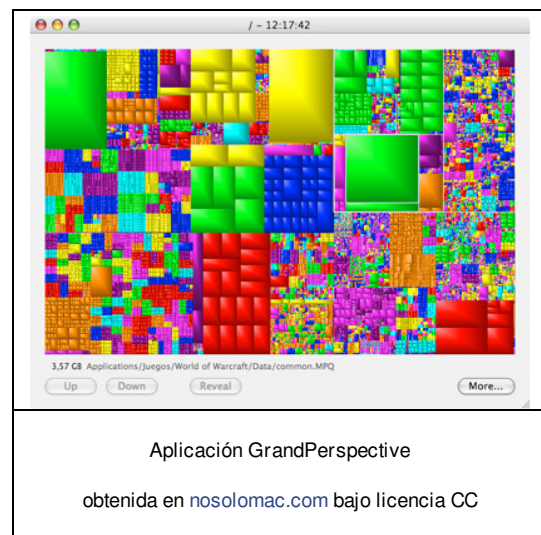 / – 12:17:42
3,57 GB Applications/Juegos/World of Warcraft/Data/common.MPQ
Up Down Reveal More...
Aplicación GrandPerspective
obtenida en nosolomac.com bajo licencia CC